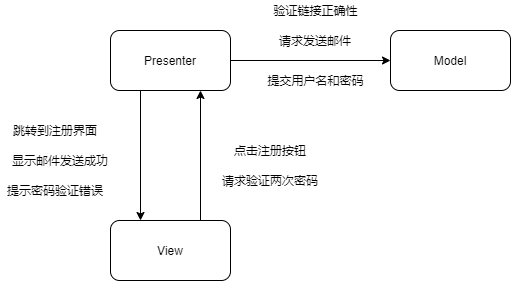 验证链接正确性
请求发送邮件
Presenter
Model
提交用户名和密码
跳转到注册界面
显示邮件发送成功
提示密码验证错误
点击注册按钮
请求验证两次密码
View